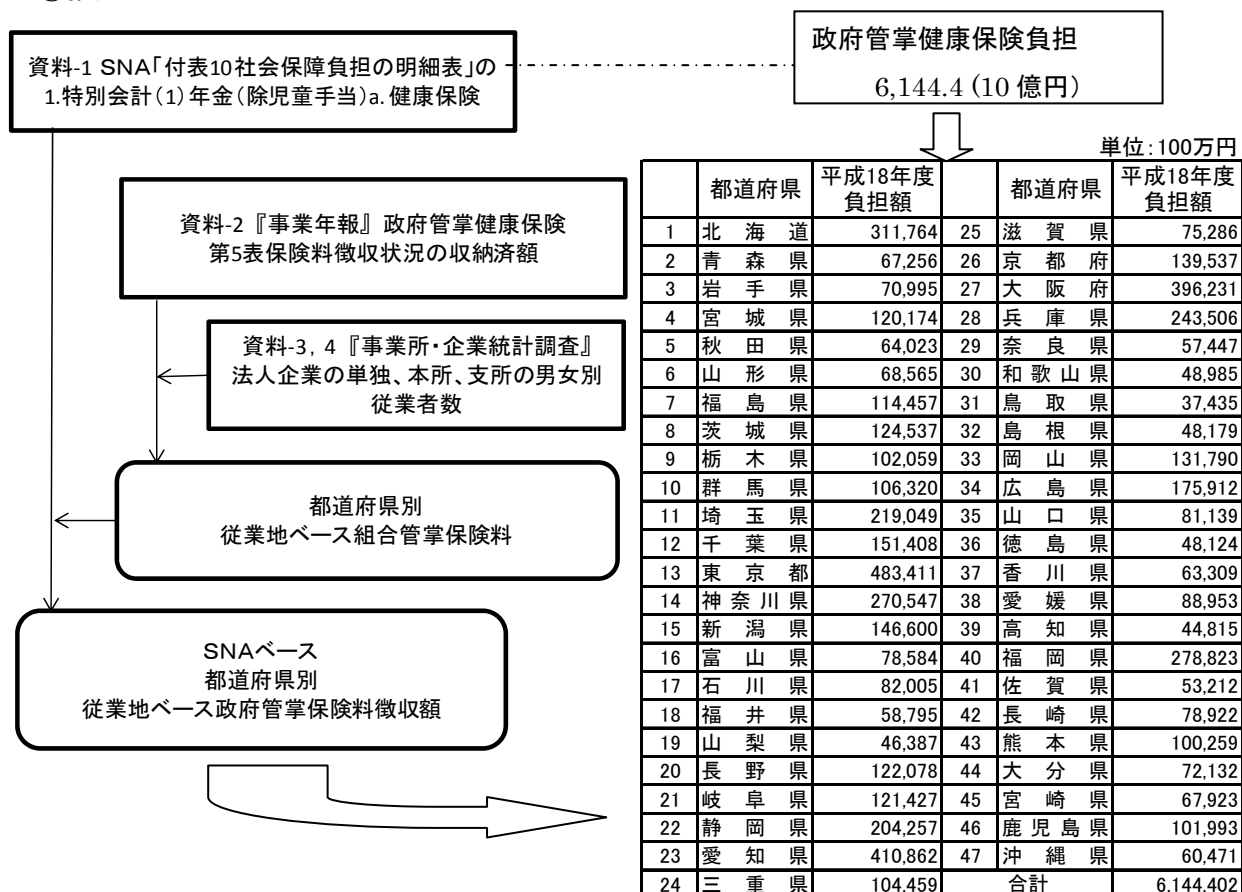 政府管掌健康保険負担
6,144.4 (10 億円)
資料-1 SNA「付表10社会保障負担の明細表」の
1.特別会計(1)年金(除児童手当)a.健康保険
資料-2『事業年報』政府管掌健康保険
第5表保険料徴収状況の収納済額
資料-3, 4『事業所・企業統計調査』
法人企業の単独、本所、支所の男女別
従業者数
都道府県別
従業地ベース組合管掌保険料
SNAベース
都道府県別
従業地ベース政府管掌保険料徴収額
単位:100万円
都道府県 平成18年度負担額 都道府県 平成18年度負担額
1 北海道 311,764 25 滋賀県 75,286
2 青森県 67,256 26 京都府 139,537
3 岩手県 70,995 27 大阪府 396,231
4 宮城県 120,174 28 兵庫県 243,506
5 秋田県 64,023 29 奈良県 57,447
6 山形県 68,565 30 和歌山県 48,985
7 福島県 114,457 31 鳥取県 37,435
8 茨城県 124,537 32 島根県 48,179
9 栃木県 102,059 33 岡山県 131,790
10 群馬県 106,320 34 広島県 175,912
11 埼玉県 219,049 35 山口県 81,139
12 千葉県 151,408 36 徳島県 48,124
13 東京都 483,411 37 香川県 63,309
14 神奈川県 270,547 38 愛媛県 88,953
15 新潟県 146,600 39 高知県 44,815
16 富山県 78,584 40 福岡県 278,823
17 石川県 82,005 41 佐賀県 53,212
18 福井県 58,795 42 長崎県 78,922
19 山梨県 46,387 43 熊本県 100,259
20 長野県 122,078 44 大分県 72,132
21 岐阜県 121,427 45 宮崎県 67,923
22 静岡県 204,257 46 鹿児島県 101,993
23 愛知県 410,862 47 沖縄県 60,471
24 三重県 104,459 合計 6,144,402